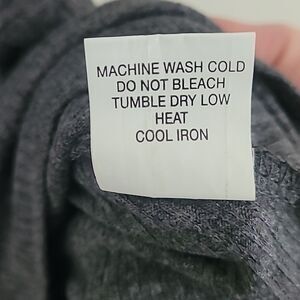 MACHINE WASH COLD
DO NOT BLEACH
TUMBLE DRY LOW
HEAT
COOL IRON